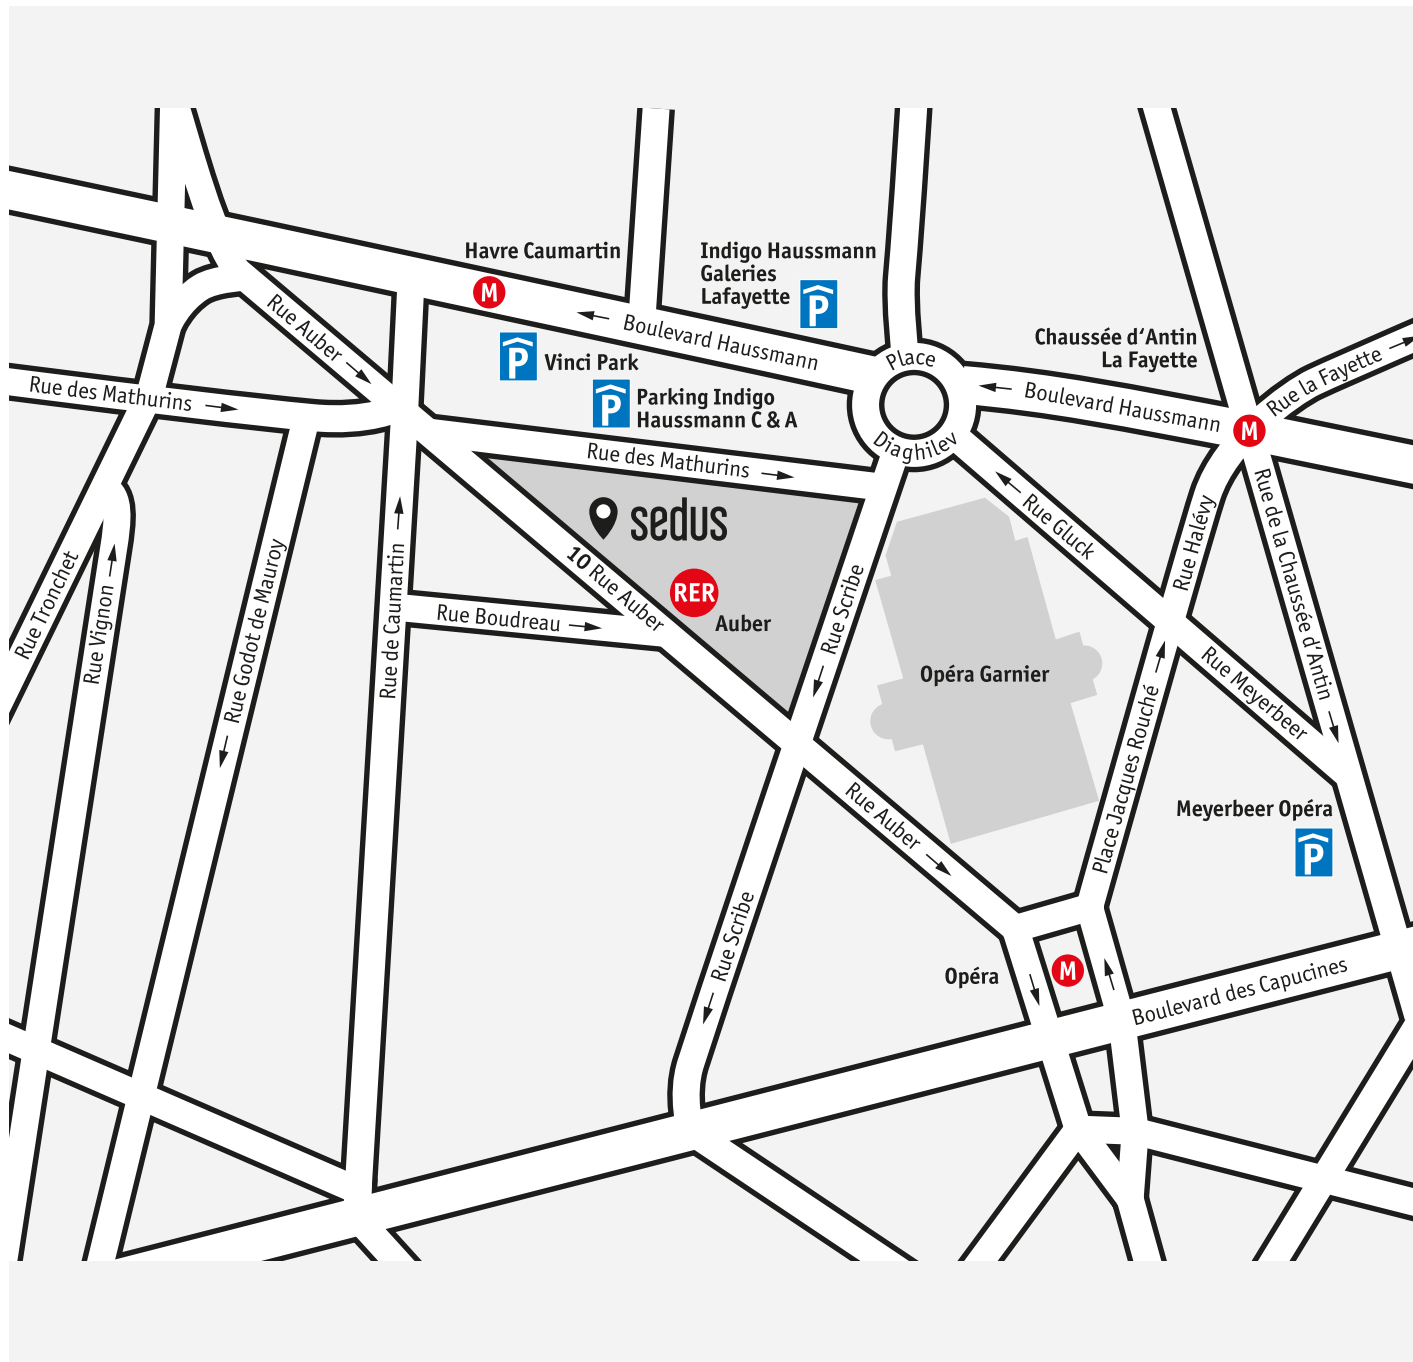 Havre Caumartin
M
Indigo Haussmann
Galeries
Lafayette
P
Boulevard Haussmann
Place
Diaghilev
Chaussée d‘Antin
La Fayette
Boulevard Haussmann
M
Rue la Fayette
Rue Auber
P
Vinci Park
P
Parking Indigo
Haussmann C & A
Rue des Mathurins
Rue des Mathurins
sedus
10 Rue Auber
RER
Auber
Rue Boudreau
Rue Scribe
Rue Gluck
Rue Halévy
Rue de la Chaussée d‘Antin
Rue Tronchet
Rue Vignon
Rue Godot de Mauroy
Rue de Caumartin
Opéra Garnier
Rue Meyerbeer
Place Jacques Rouché
Rue Auber
Meyerbeer Opéra
P
Rue Scribe
Opéra
M
Boulevard des Capucines